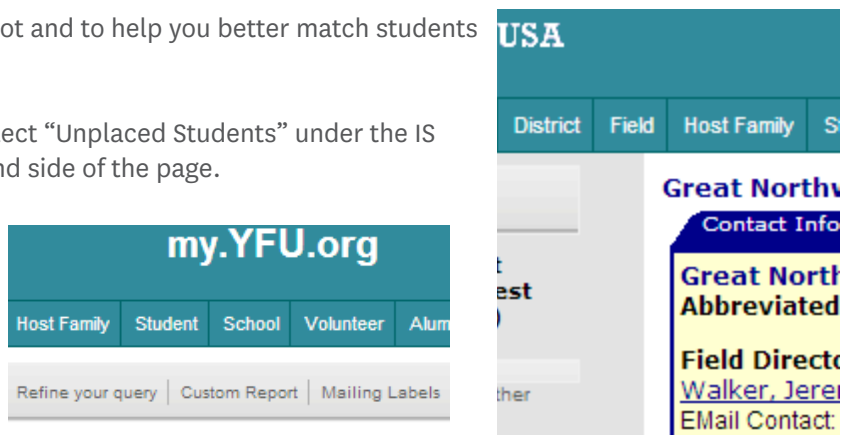 ot and to help you better match students
ect “Unplaced Students” under the IS
nd side of the page.
my.YFU.org
Host Family Student School Volunteer Alum
Refine your query | Custom Report | Mailing Labels
USA
District Field Host Family S
Great North
Contact Info
est
)
ther
Great North
Abbreviated
Field Directo
Walker, Jerem
EMail Contact: